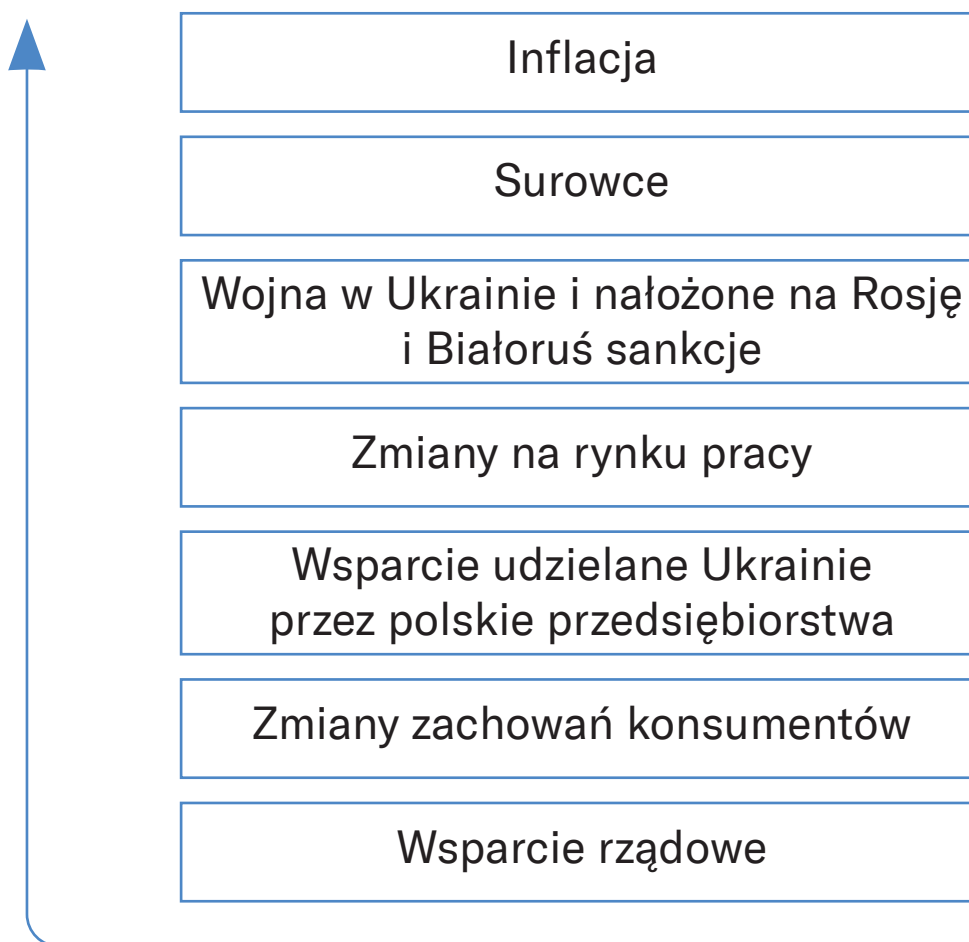 Inflacja
Surowce
Wojna w Ukrainie i nałożone na Rosję
i Białoruś sankcje
Zmiany na rynku pracy
Wsparcie udzielane Ukrainie
przez polskie przedsiębiorstwa
Zmiany zachowań konsumentów
Wsparcie rządowe